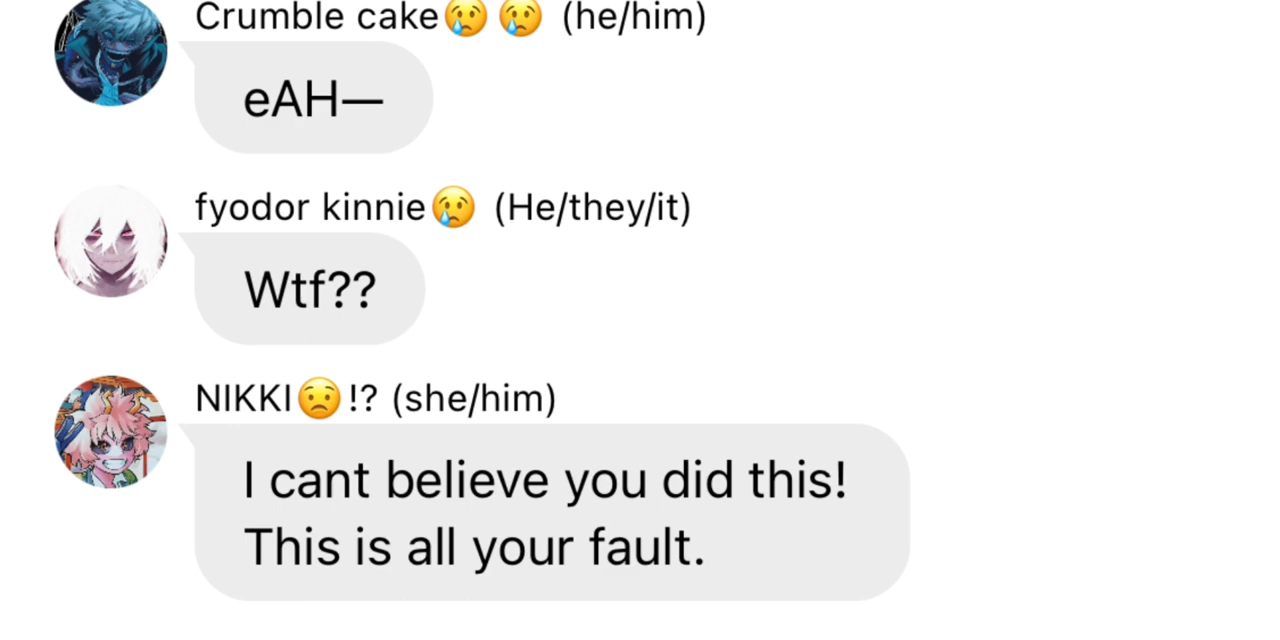 Crumble cake😢😢 (he/him)
eAH—
fyodor kinnie😢 (He/they/it)
Wtf??
NIKKI😟!? (she/him)
I cant believe you did this!
This is all your fault.